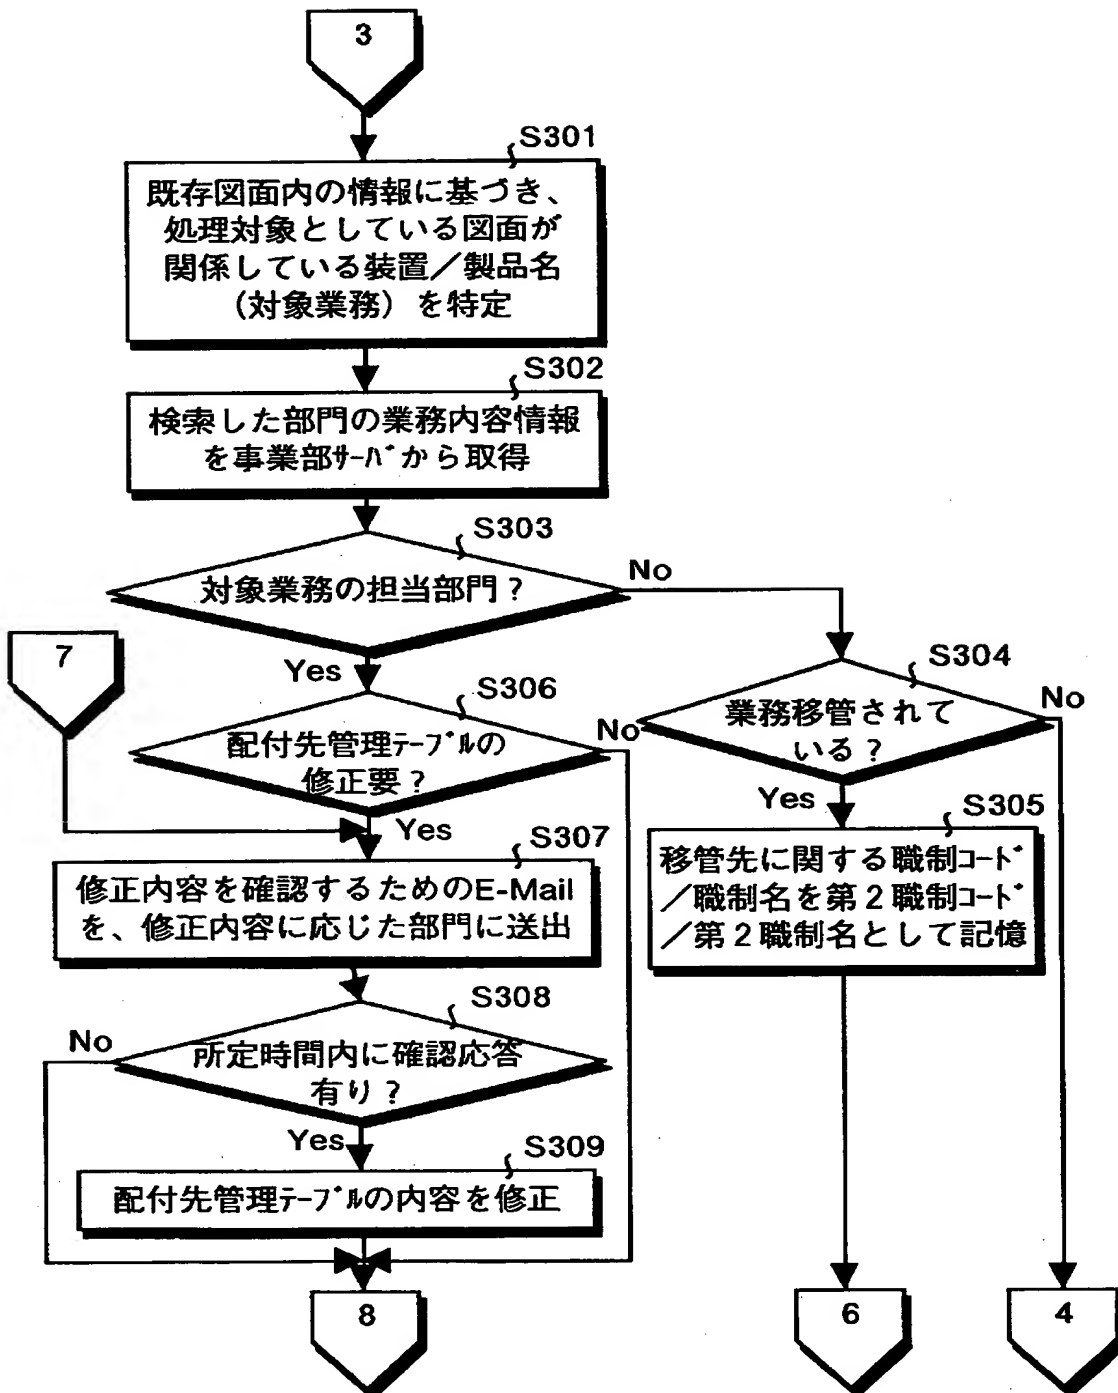 3
S301
既存図面内の情報に基づき、
処理対象としている図面が
関係している装置／製品名
（対象業務）を特定
S302
検索した部門の業務内容情報
を事業部ｻｰﾊﾞから取得
S303
対象業務の担当部門？
No
Yes
7
S304
業務移管されて
いる？
No
Yes
S306
配付先管理ﾃｰﾌﾞﾙの
修正要？
No
Yes
S305
移管先に関する職制ｺｰﾄﾞ
／職制名を第２職制ｺｰﾄﾞ
／第２職制名として記憶
S307
修正内容を確認するためのE-Mail
を、修正内容に応じた部門に送出
S308
所定時間内に確認応答
有り？
No
Yes
S309
配付先管理ﾃｰﾌﾞﾙの内容を修正
8
6
4